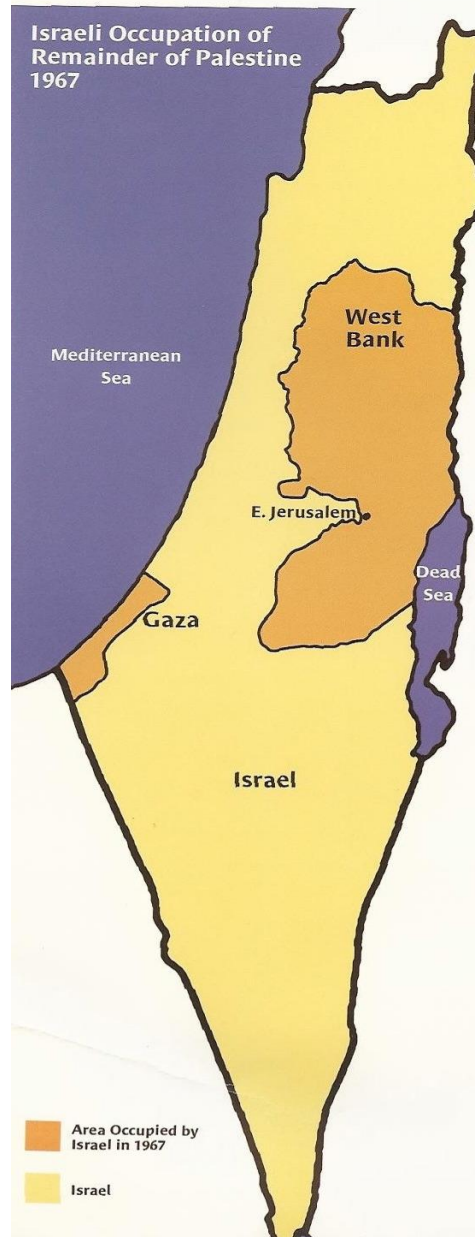 Israeli Occupation of
Remainder of Palestine
1967
West
Bank
Mediterranean
Sea
E. Jerusalem
Dead
Sea
Gaza
Israel
Area Occupied by
Israel in 1967
Israel